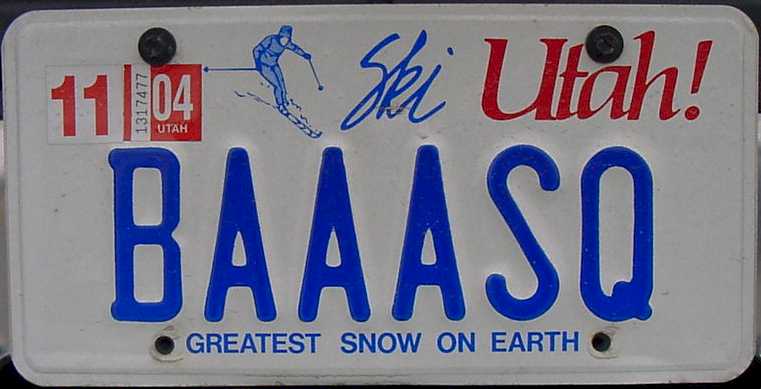 Ski Utah!
11 1317477 04
UTAH
BAAASQ
GREATEST SNOW ON EARTH